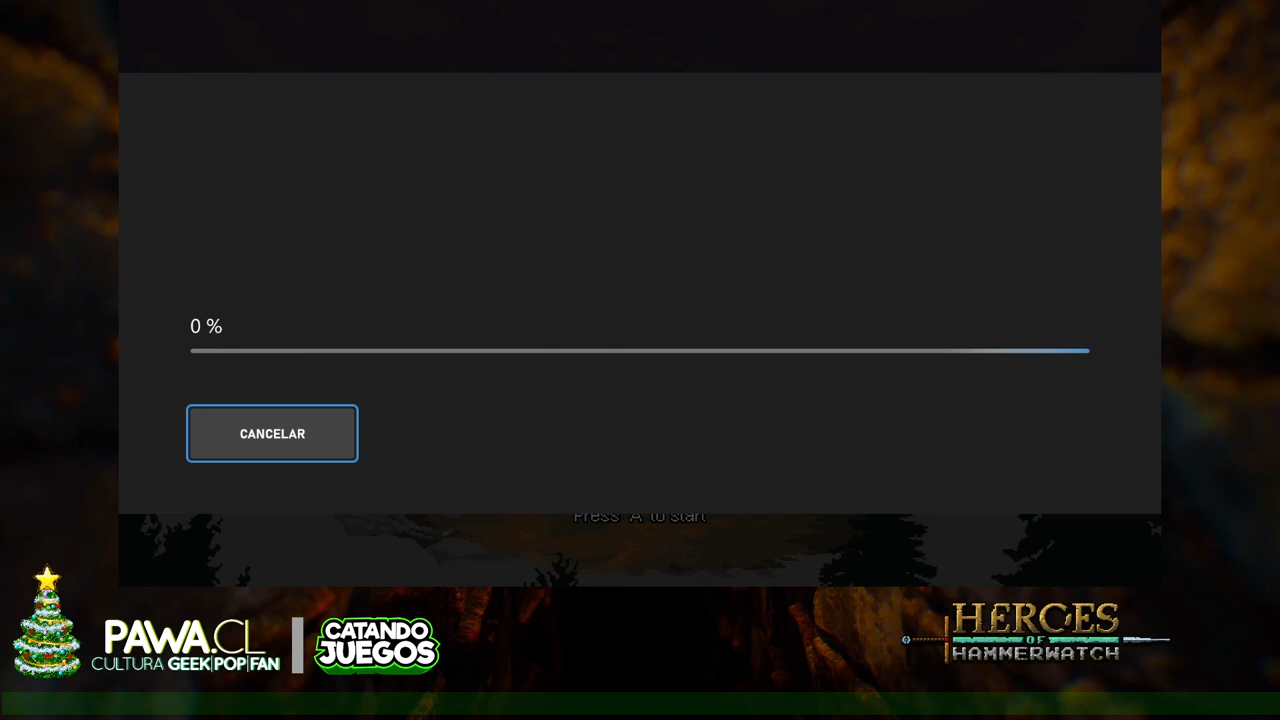 0 %
CANCELAR
Press 'A' to start
PAWA.CL
CULTURA GEEK|POP|FAN
CATANDO
JUEGOS
HEROES
OF
HAMMERWATCH